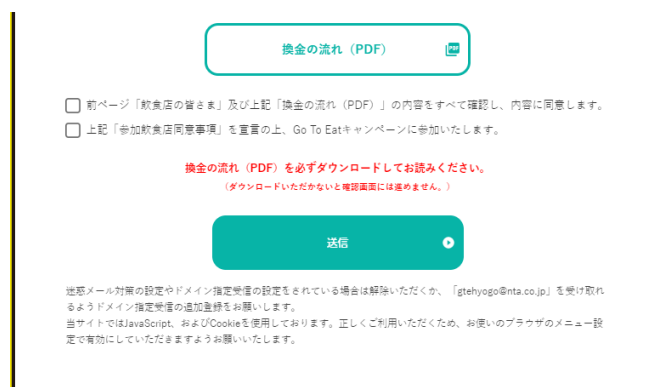 換金の流れ（PDF）
PDF
前ページ「飲食店の皆さま」及び上記「換金の流れ（PDF）」の内容をすべて確認し、内容に同意します。
上記「参加飲食店同意事項」を宣言の上、Go To Eatキャンペーンに参加いたします。
換金の流れ（PDF）を必ずダウンロードしてお読みください。
（ダウンロードいただかないと確認画面には進めません。）
送信
迷惑メール対策の設定やドメイン指定受信の設定をされている場合は解除いただくか、「gtehyogo@nta.co.jp」を受け取れ
るようドメイン指定受信の追加登録をお願いします。
当サイトではJavaScript、およびCookieを使用しております。正しくご利用いただくため、お使いのブラウザのメニュー設
定で有効にしていただきますようお願いいたします。